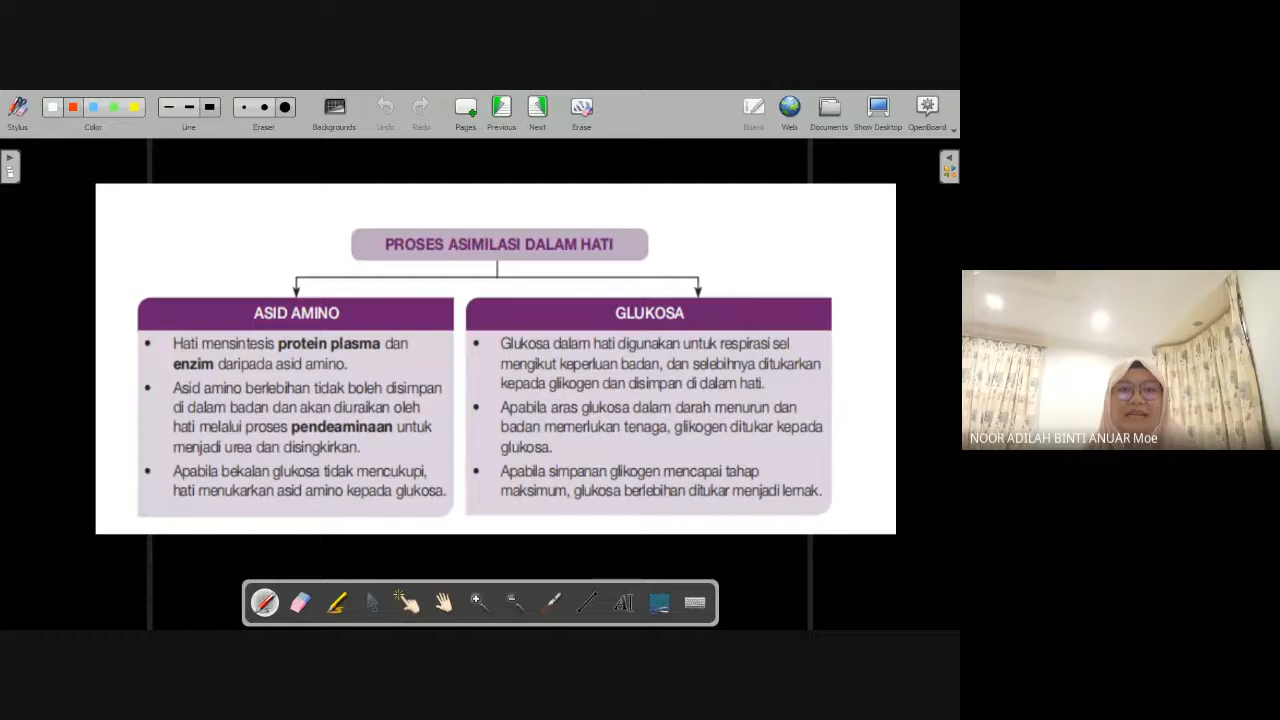 Stylus
Color
Line
Eraser
Backgrounds
Undo
Redo
Pages
Previous
Next
Erase
Board
Web
Documents
Show Desktop
OpenBoard
PROSES ASIMILASI DALAM HATI
ASID AMINO
• Hati mensintesis protein plasma dan
enzim daripada asid amino.
• Asid amino berlebihan tidak boleh disimpan
di dalam badan dan akan diuraikan oleh
hati melalui proses pendeaminaan untuk
menjadi urea dan disingkirkan.
• Apabila bekalan glukosa tidak mencukupi,
hati menukarkan asid amino kepada glukosa.
GLUKOSA
• Glukosa dalam hati digunakan untuk respirasi sel
mengikut keperluan badan, dan selebihnya ditukarkan
kepada glikogen dan disimpan di dalam hati.
• Apabila aras glukosa dalam darah menurun dan
badan memerlukan tenaga, glikogen ditukar kepada
glukosa.
• Apabila simpanan glikogen mencapai tahap
maksimum, glukosa berlebihan ditukar menjadi lemak.
NOOR ADILAH BINTI ANUAR Moe
AI